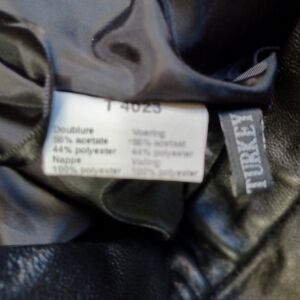 T 4023
Doublure Voering
56% acetate 56% acetaat
44% polyester 44% polyester
Nappe Vulling
100% polyester 100% polyester
TURKEY